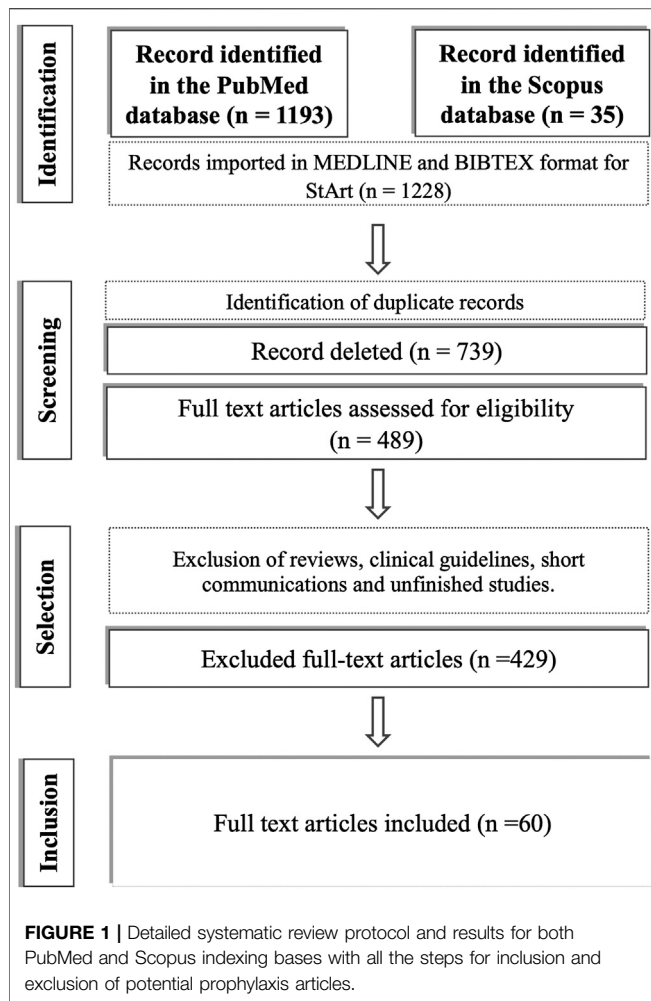 Identification
Record identified
in the PubMed
database (n = 1193)
Record identified
in the Scopus
database (n = 35)
Records imported in MEDLINE and BIBTEX format for
StArt (n = 1228)
Screening
Identification of duplicate records
Record deleted (n = 739)
Full text articles assessed for eligibility
(n = 489)
Selection
Exclusion of reviews, clinical guidelines, short
communications and unfinished studies.
Excluded full-text articles (n =429)
Inclusion
Full text articles included (n =60)
FIGURE 1 | Detailed systematic review protocol and results for both
PubMed and Scopus indexing bases with all the steps for inclusion and
exclusion of potential prophylaxis articles.